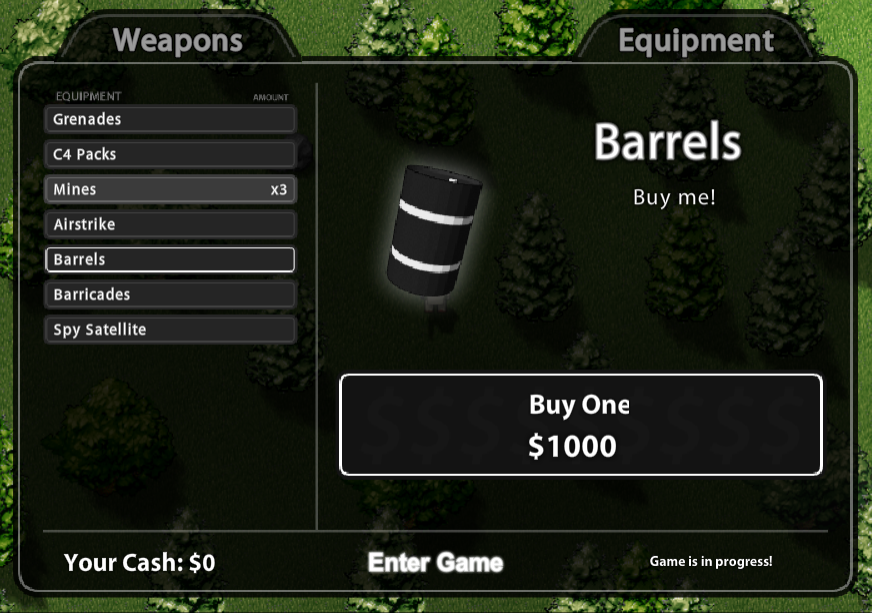 Weapons
Equipment
EQUIPMENT AMOUNT
Grenades
C4 Packs
Mines x3
Airstrike
Barrels
Barricades
Spy Satellite
Barrels
Buy me!
$ $ $ $ $ $
Buy One
$1000
Your Cash: $0
Enter Game
Game is in progress!